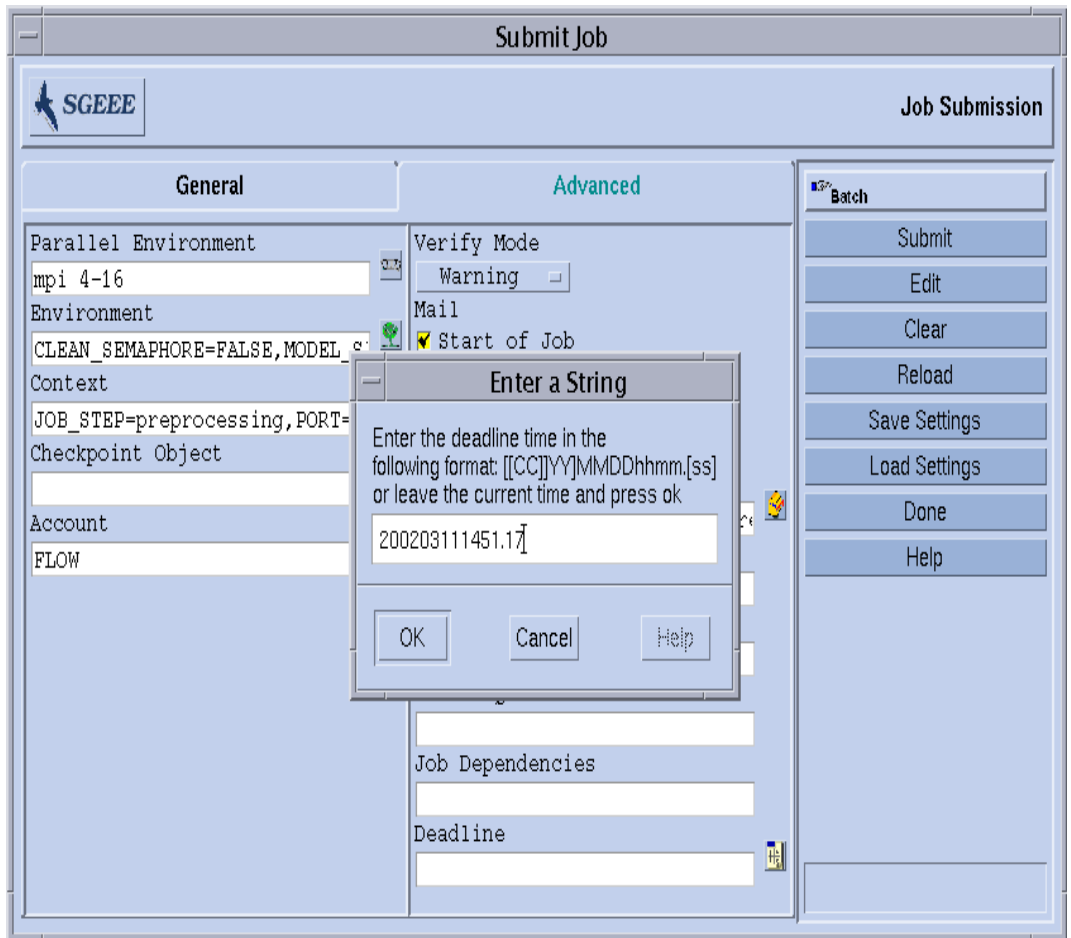 Submit Job
SGEEE
Job Submission
General
Advanced
Batch
Parallel Environment
mpi 4-16
Environment
CLEAN_SEMAPHORE=FALSE,MODEL_
Context
JOB_STEP=preprocessing,PORT=
Checkpoint Object
Account
FLOW
Verify Mode
Warning
Mail
Start of Job
Enter a String
Enter the deadline time in the
following format: [[CC]]YY]MMDDhhmm.[ss]
or leave the current time and press ok
200203111451.17
OK
Cancel
Help
Job Dependencies
Deadline
Submit
Edit
Clear
Reload
Save Settings
Load Settings
Done
Help